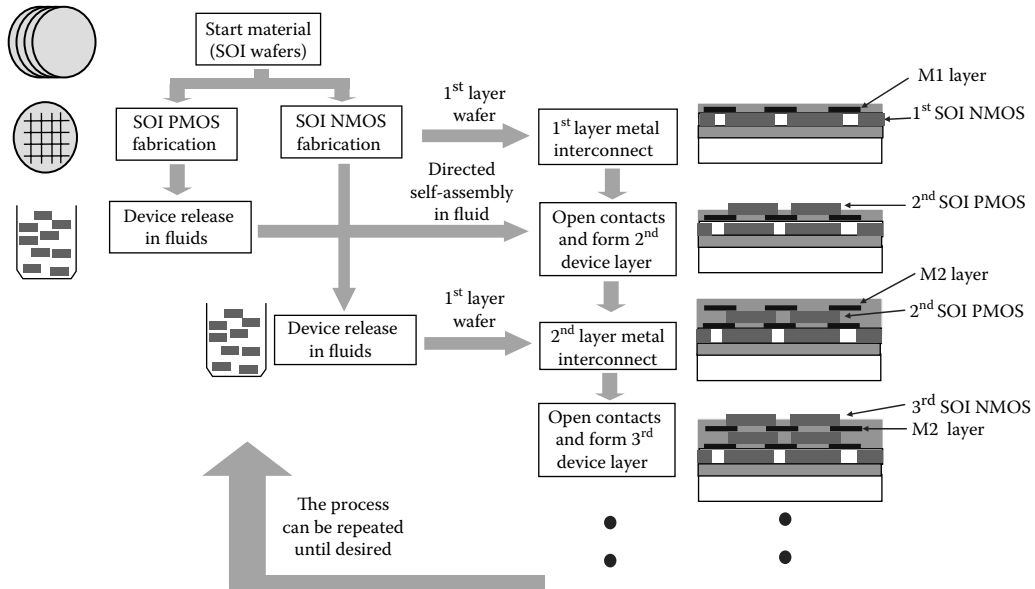 Start material
(SOI wafers)
SOI PMOS
fabrication
SOI NMOS
fabrication
1st layer
wafer
1st layer metal
interconnect
M1 layer
1st SOI NMOS
Device release
in fluids
Directed
self-assembly
in fluid
Open contacts
and form 2nd
device layer
2nd SOI PMOS
Device release
in fluids
1st layer
wafer
2nd layer metal
interconnect
M2 layer
2nd SOI PMOS
Open contacts
and form 3rd
device layer
3rd SOI NMOS
M2 layer
The process
can be repeated
until desired